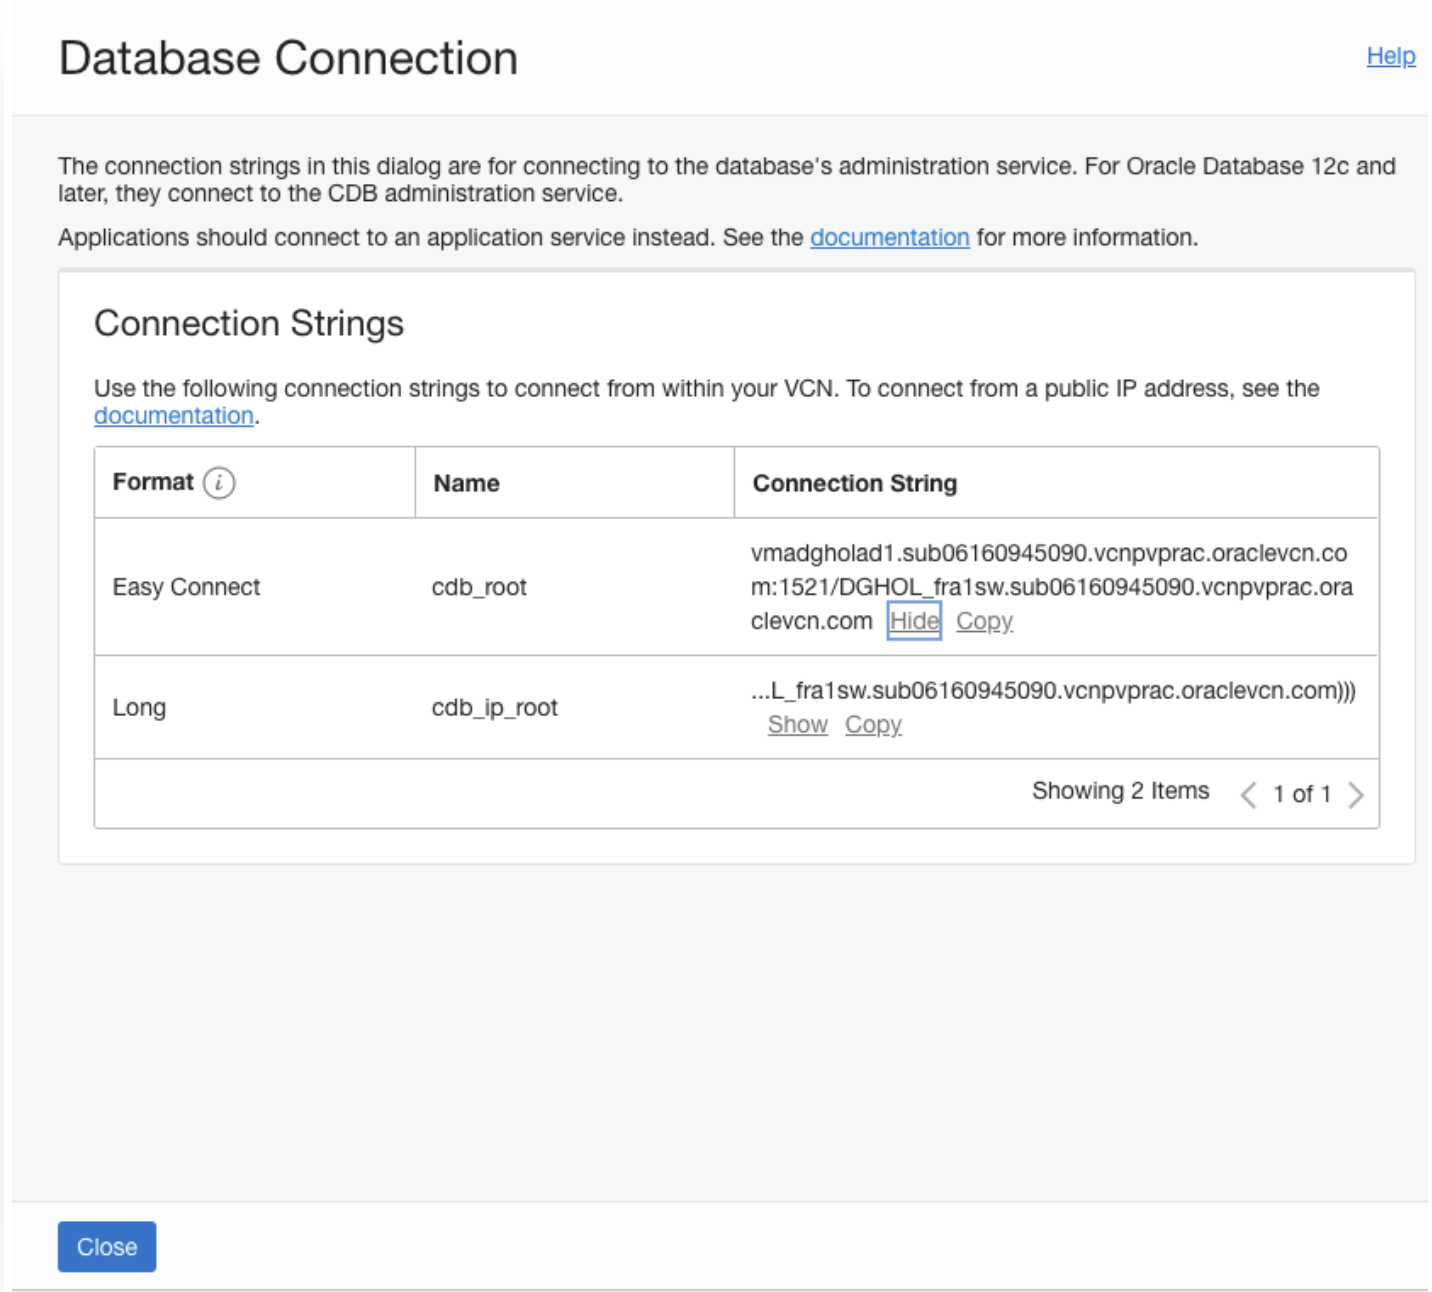 Database Connection
Help
The connection strings in this dialog are for connecting to the database's administration service. For Oracle Database 12c and
later, they connect to the CDB administration service.
Applications should connect to an application service instead. See the documentation for more information.
Connection Strings
Use the following connection strings to connect from within your VCN. To connect from a public IP address, see the
documentation.
Format i
Name
Connection String
Easy Connect
cdb_root
vmadgholad1.sub06160945090.vcnpvprac.oraclevcn.co
m:1521/DGHOL_fra1sw.sub06160945090.vcnpvprac.ora
clevcn.com Hide Copy
Long
cdb_ip_root
...L_fra1sw.sub06160945090.vcnpvprac.oraclevcn.com)))
Show Copy
Showing 2 Items < 1 of 1 >
Close